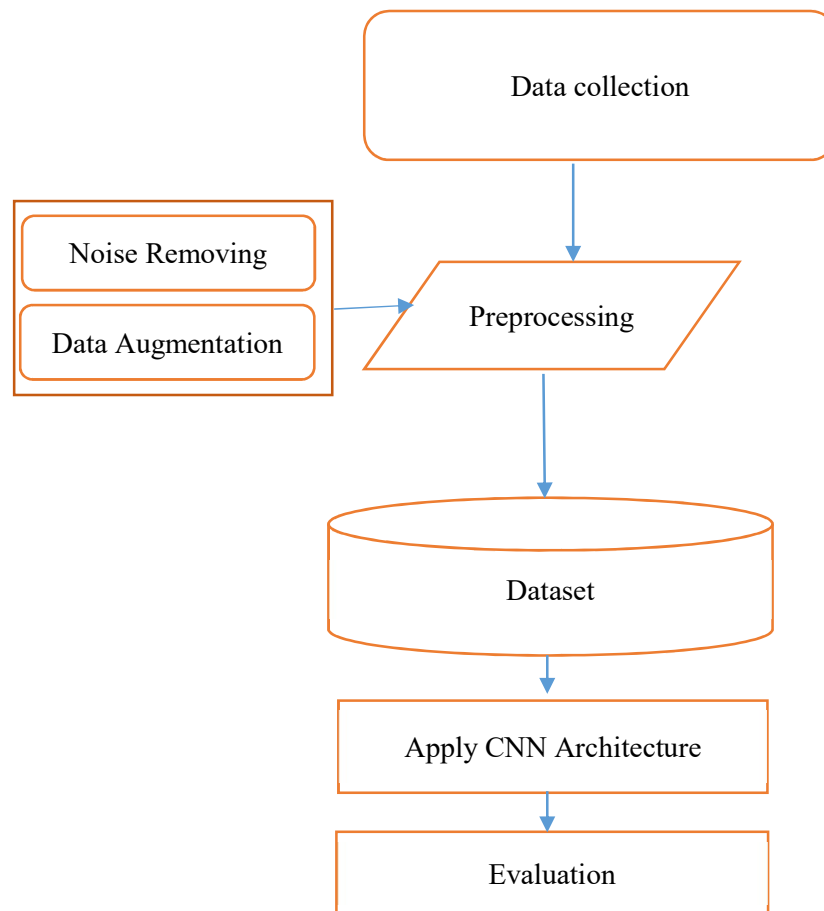 Data collection
Noise Removing
Data Augmentation
Preprocessing
Dataset
Apply CNN Architecture
Evaluation